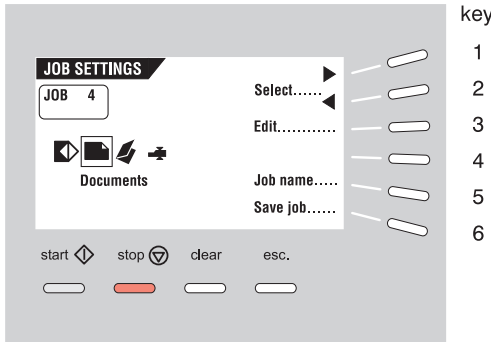 key
JOB SETTINGS
JOB 4
Select......
Edit............
Documents
Job name.....
Save job......
1
2
3
4
5
6
start
stop
clear
esc.